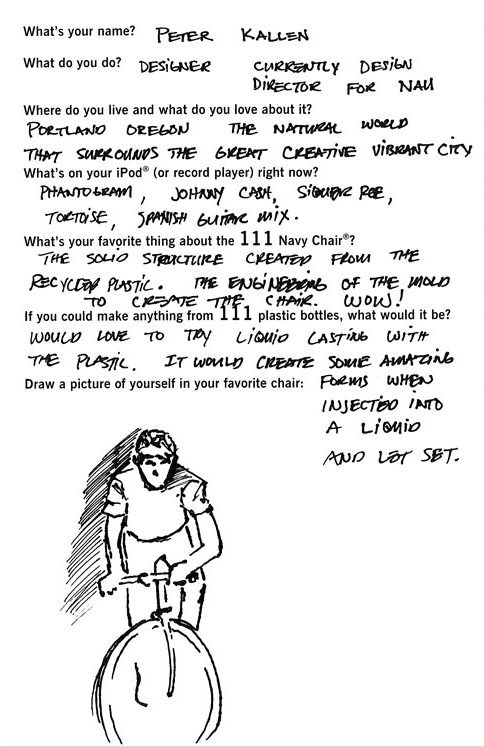 What's your name? PETER KALLEN
What do you do? DESIGNER CURRENTLY DESIGN
DIRECTOR FOR NAU
Where do you live and what do you love about it?
PORTLAND OREGON THE NATURAL WORLD
THAT SURROUNDS THE GREAT CREATIVE VIBRANT CITY
What's on your iPod® (or record player) right now?
PHANTOGRAM, JOHNNY CASH, SIGUR ROE,
TORTOISE, SPANISH GUITAR MIX.
What's your favorite thing about the 111 Navy Chair®?
THE SOLID STRUCTURE CREATED FROM THE
RECYCLED PLASTIC. THE ENGINEERING OF THE MOLD
TO CREATE THE CHAIR. WOW!
If you could make anything from 111 plastic bottles, what would it be?
WOULD LOVE TO TRY LIQUID CASTING WITH
THE PLASTIC. IT WOULD CREATE SOME AMAZING
Draw a picture of yourself in your favorite chair: FORMS WHEN
INJECTED INTO
A LIQUID
AND LET SET.